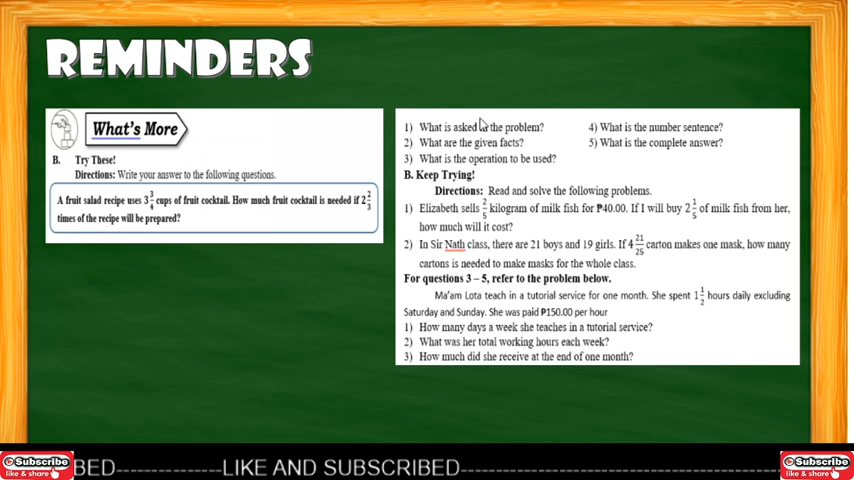 REMINDERS
What's More
B. Try These!
Directions: Write your answer to the following questions.
A fruit salad recipe uses 3 3/4 cups of fruit cocktail. How much fruit cocktail is needed if 2 2/3
times of the recipe will be prepared?
1) What is asked is the problem?
2) What are the given facts?
3) What is the operation to be used?
4) What is the number sentence?
5) What is the complete answer?
B. Keep Trying!
Directions: Read and solve the following problems.
1) Elizabeth sells 2/5 kilogram of milk fish for ₱40.00. If I will buy 2 1/5 of milk fish from her,
how much will it cost?
2) In Sir Nath class, there are 21 boys and 19 girls. If 4 21/25 carton makes one mask, how many
cartons is needed to make masks for the whole class.
For questions 3 – 5, refer to the problem below.
Ma'am Lota teach in a tutorial service for one month. She spent 1 1/2 hours daily excluding
Saturday and Sunday. She was paid ₱150.00 per hour
1) How many days a week she teaches in a tutorial service?
2) What was her total working hours each week?
3) How much did she receive at the end of one month?
Subscribe
like & share
BED-------------LIKE AND SUBSCRIBED----------------------------------------
Subscribe
like & share